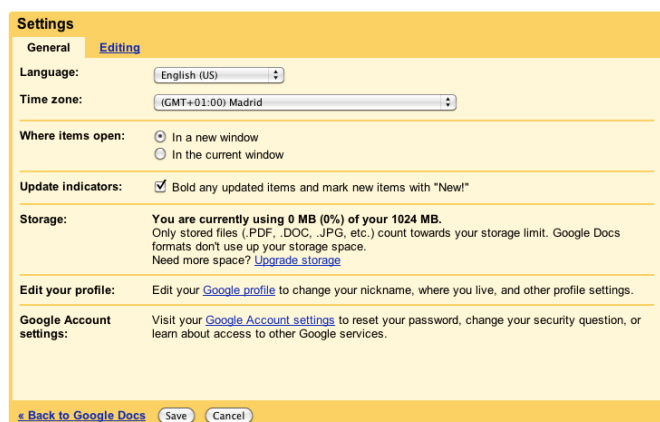 Settings
General Editing
Language: English (US)
Time zone: (GMT+01:00) Madrid
Where items open: In a new window
In the current window
Update indicators: Bold any updated items and mark new items with "New!"
Storage: You are currently using 0 MB (0%) of your 1024 MB.
Only stored files (.PDF, .DOC, .JPG, etc.) count towards your storage limit. Google Docs
formats don't use up your storage space.
Need more space? Upgrade storage
Edit your profile: Edit your Google profile to change your nickname, where you live, and other profile settings.
Google Account Visit your Google Account settings to reset your password, change your security question, or
settings: learn about access to other Google services.
« Back to Google Docs Save Cancel